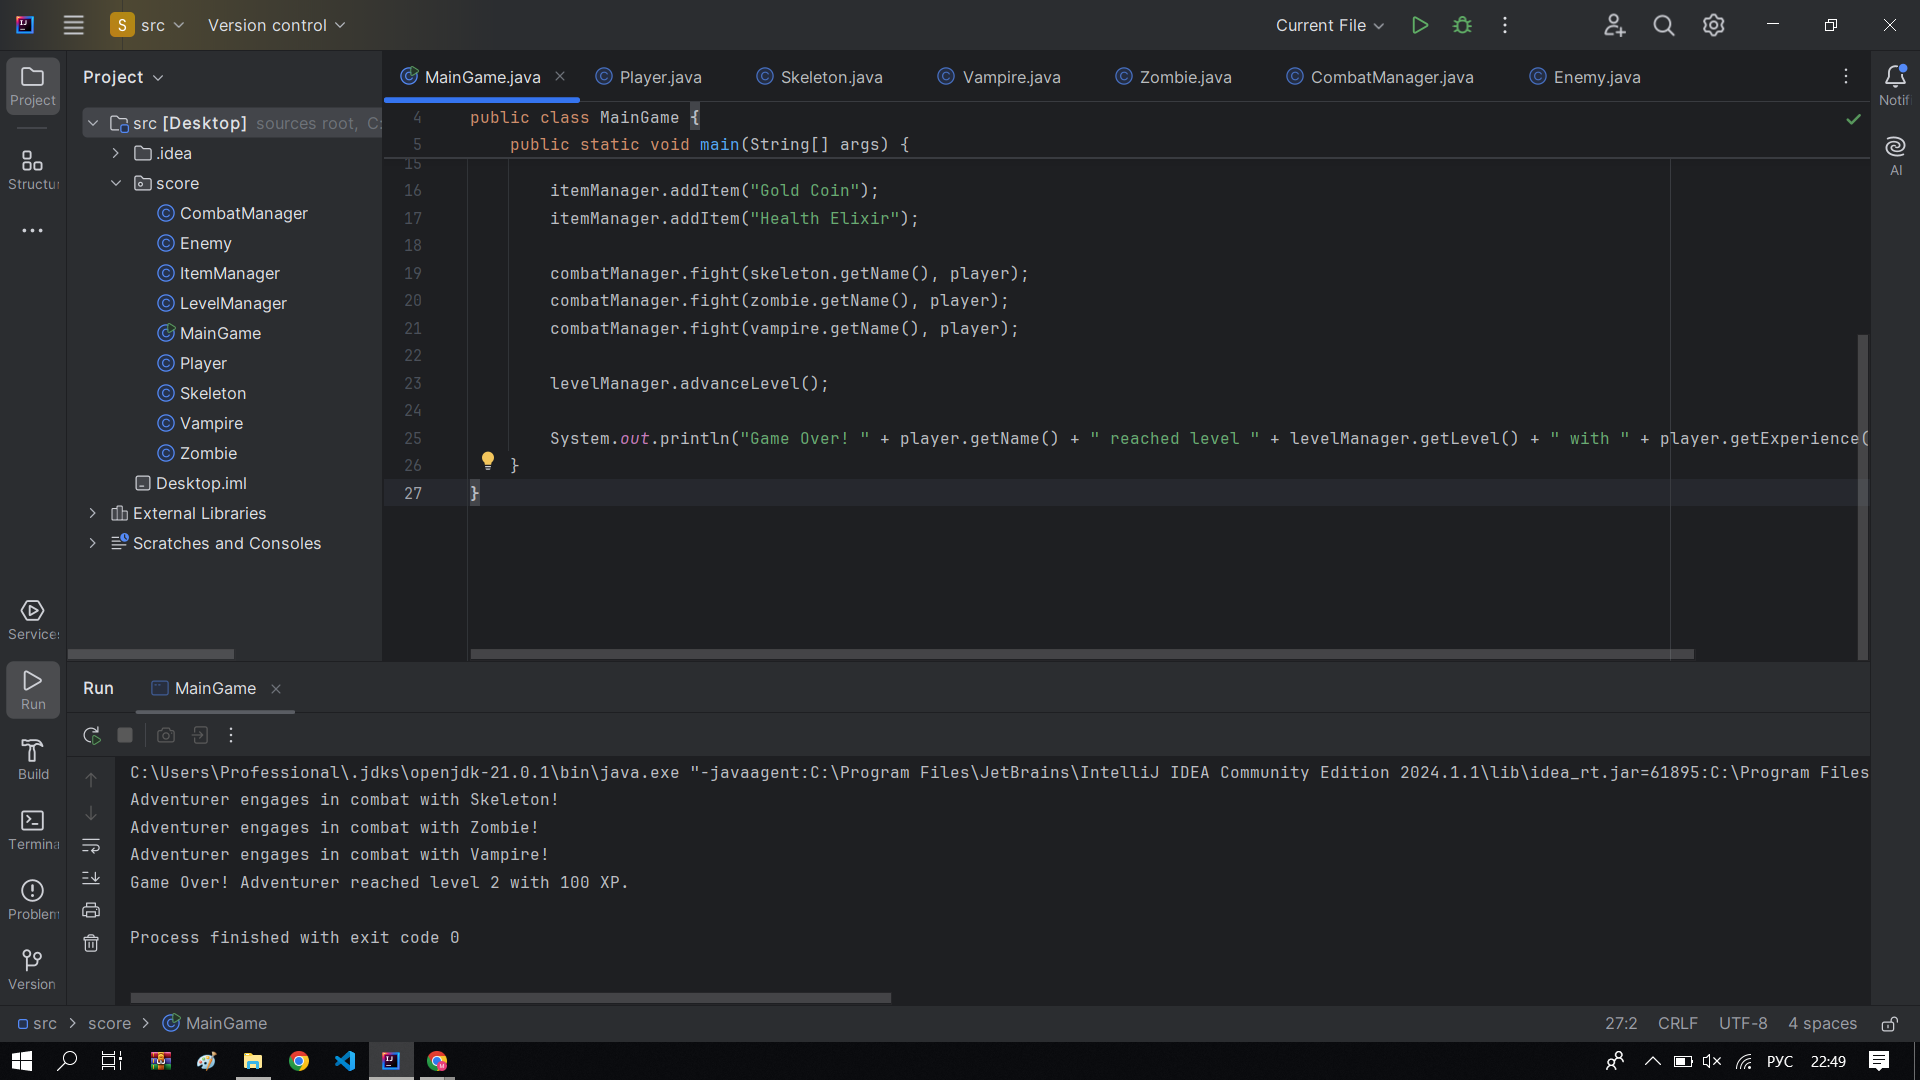 S src Version control Current File
Project MainGame.java Player.java Skeleton.java Vampire.java Zombie.java CombatManager.java Enemy.java
Project
Notif
src [Desktop] sources root, C:
.idea
score
CombatManager
Enemy
ItemManager
LevelManager
MainGame
Player
Skeleton
Vampire
Zombie
Desktop.iml
External Libraries
Scratches and Consoles
Structu
AI
Service
Run
Build
Termina
Problem
Version
4 public class MainGame {
5 public static void main(String[] args) {
15
16 itemManager.addItem("Gold Coin");
17 itemManager.addItem("Health Elixir");
18
19 combatManager.fight(skeleton.getName(), player);
20 combatManager.fight(zombie.getName(), player);
21 combatManager.fight(vampire.getName(), player);
22
23 levelManager.advanceLevel();
24
25 System.out.println("Game Over! " + player.getName() + " reached level " + levelManager.getLevel() + " with " + player.getExperience(
26 }
27 }
Run MainGame
C:\Users\Professional\.jdks\openjdk-21.0.1\bin\java.exe "-javaagent:C:\Program Files\JetBrains\IntelliJ IDEA Community Edition 2024.1.1\lib\idea_rt.jar=61895:C:\Program Files
Adventurer engages in combat with Skeleton!
Adventurer engages in combat with Zombie!
Adventurer engages in combat with Vampire!
Game Over! Adventurer reached level 2 with 100 XP.
Process finished with exit code 0
src > score > MainGame 27:2 CRLF UTF-8 4 spaces
РУС 22:49